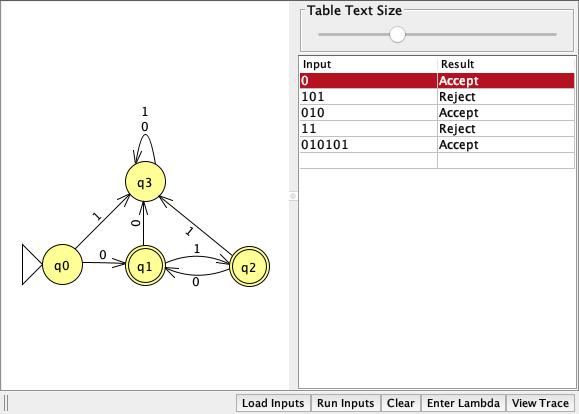 Table Text Size
Input Result
0 Accept
101 Reject
010 Accept
11 Reject
010101 Accept
1
0
q3
1
0
1
q0
0
q1
1
0
q2
Load Inputs Run Inputs Clear Enter Lambda View Trace